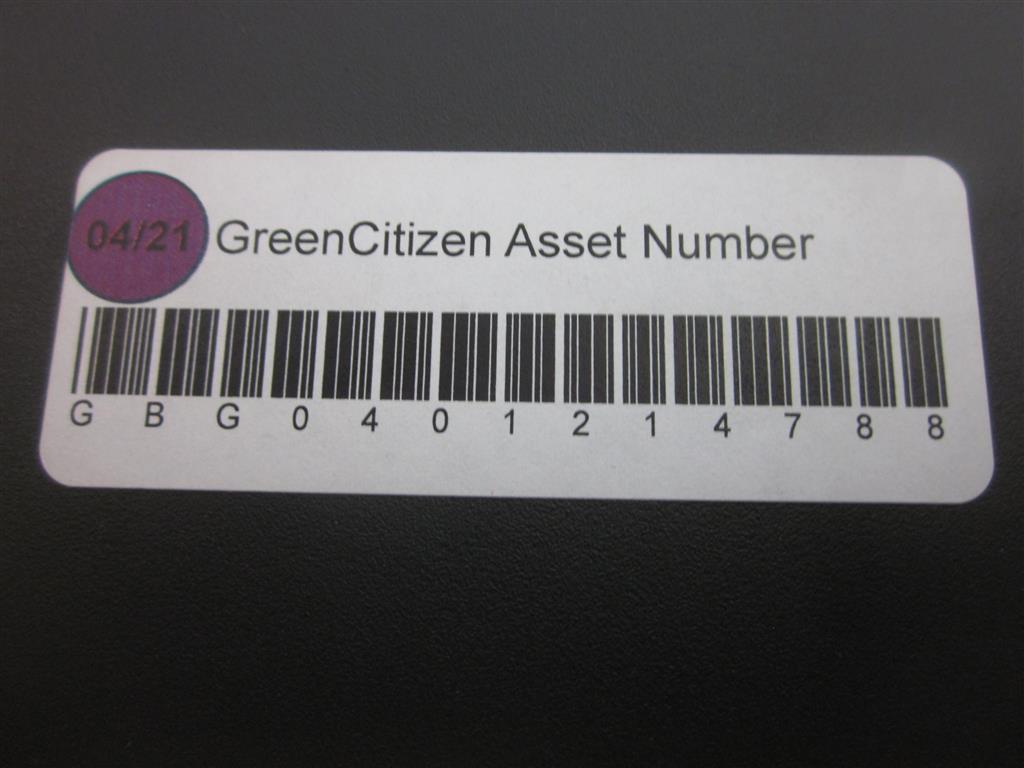 04/21 GreenCitizen Asset Number
G B G 0 4 0 1 2 1 4 7 8 8